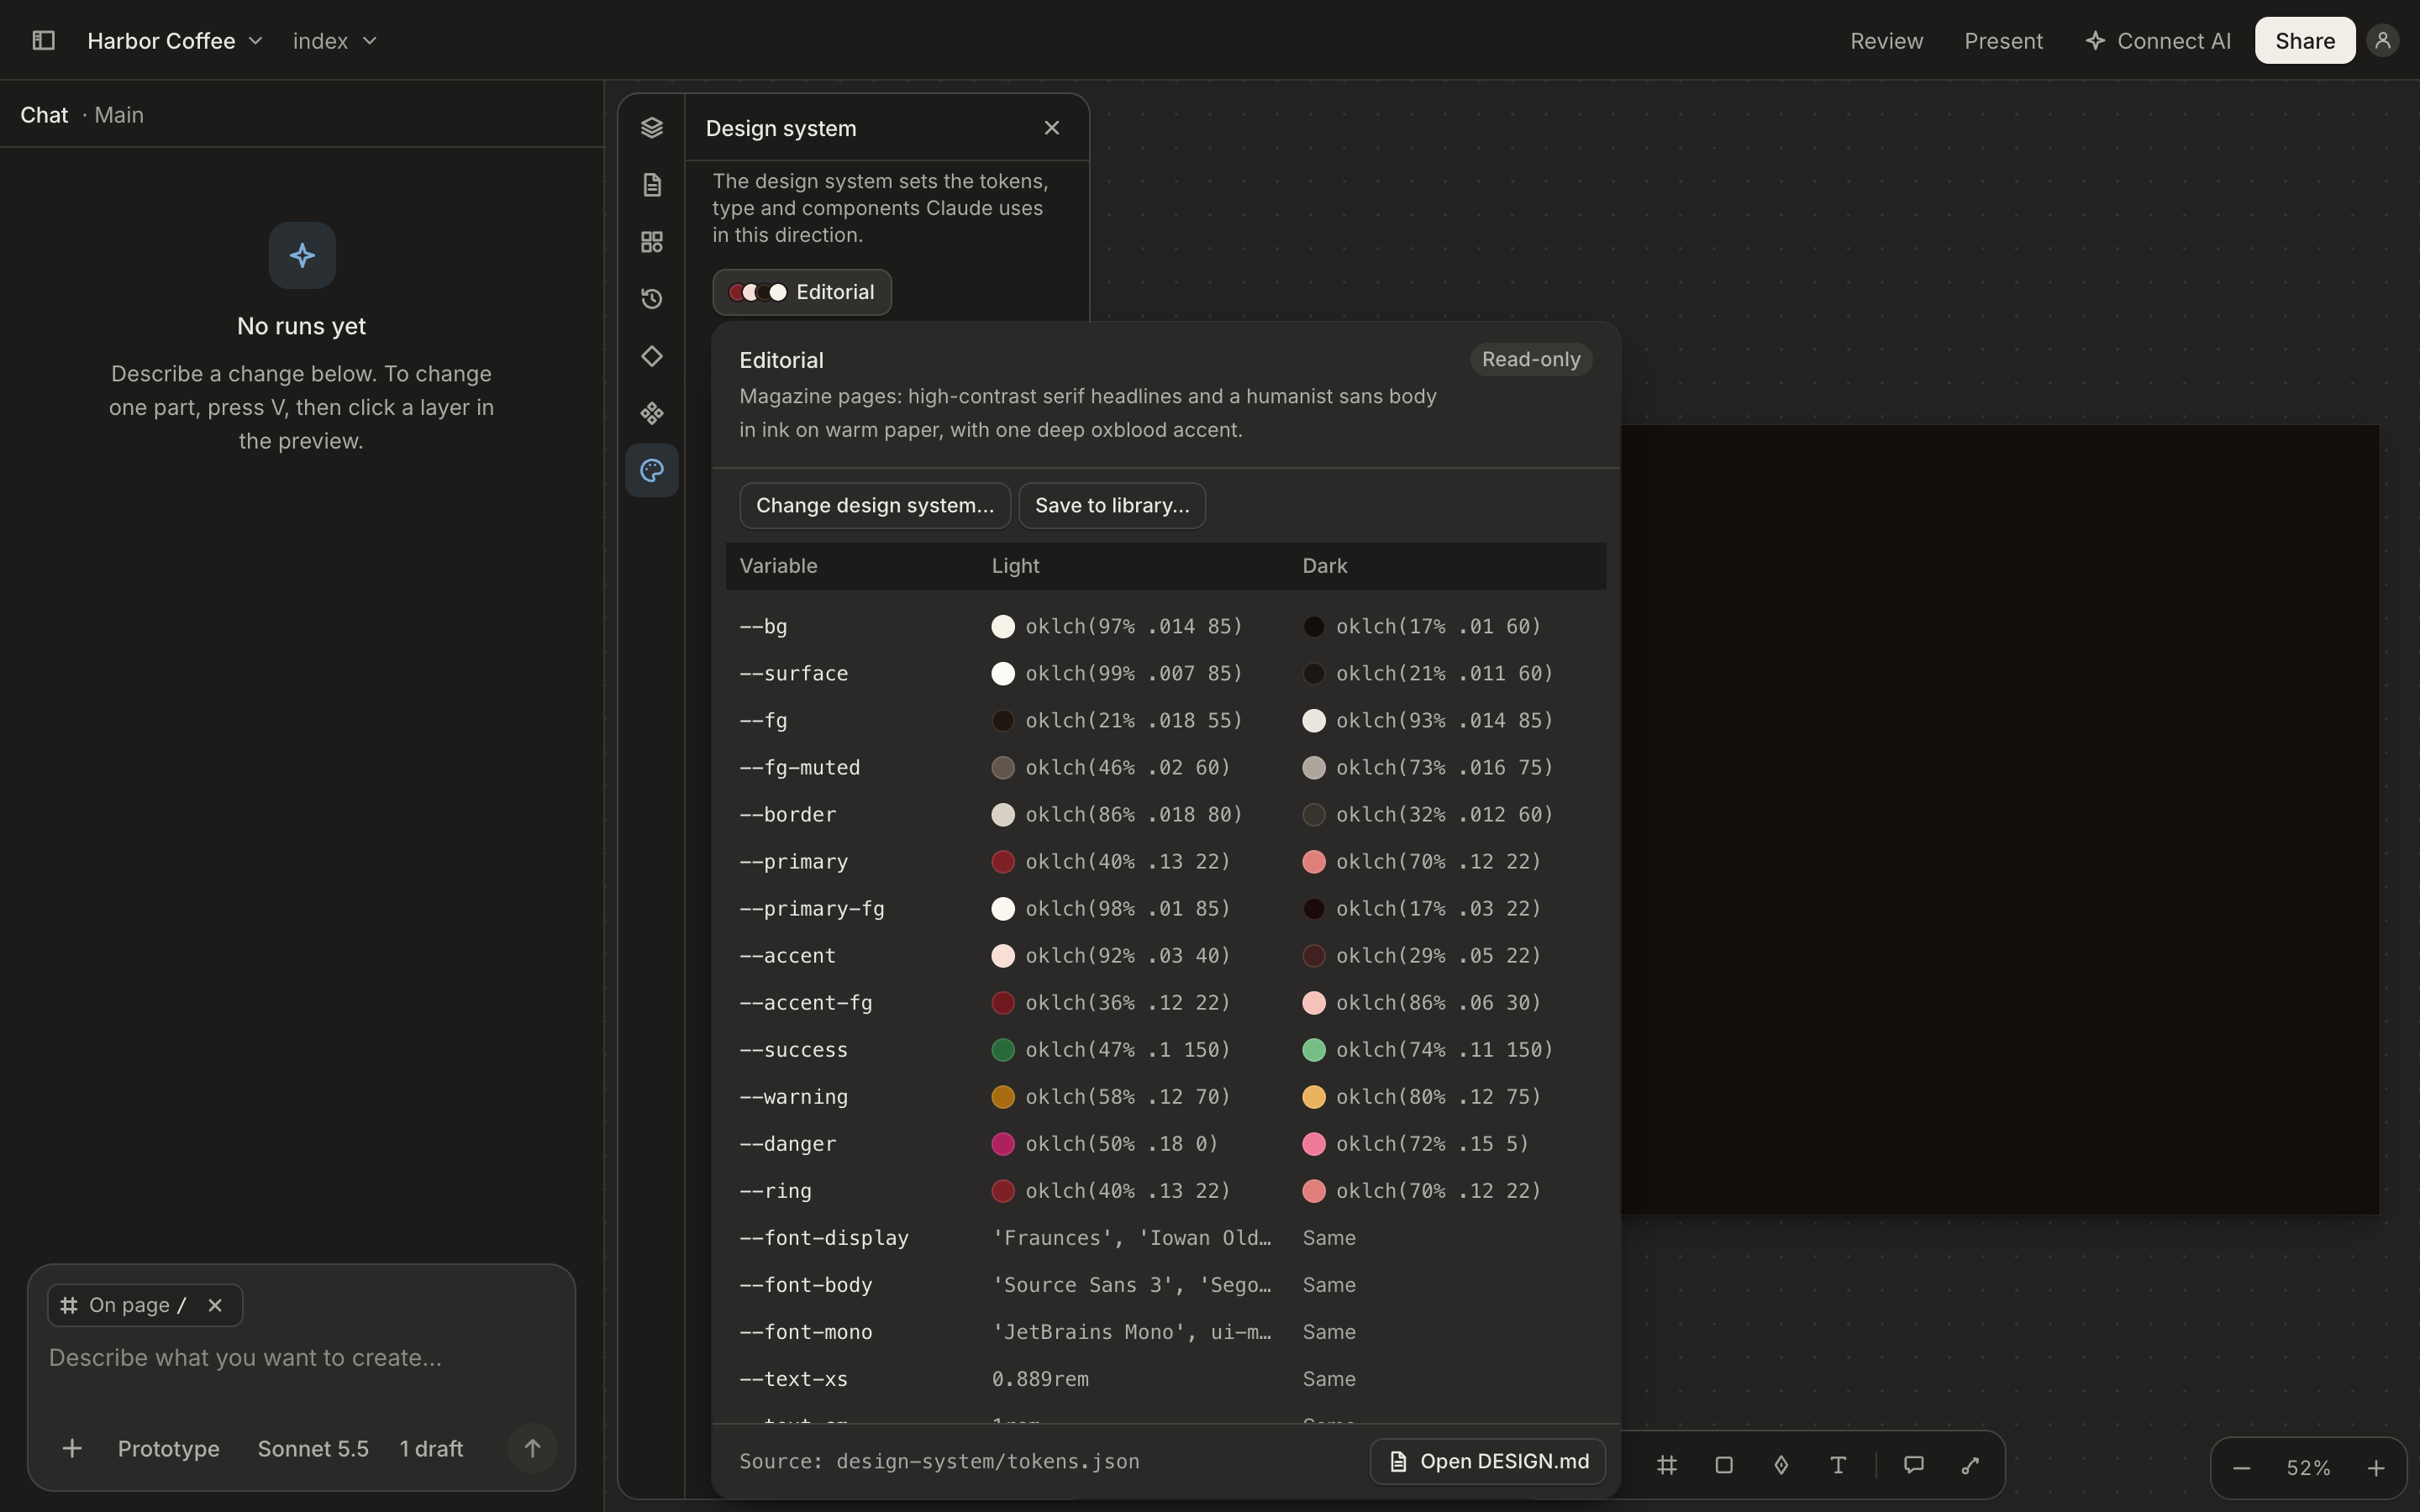 Harbor Coffee
index
Review
Present
Connect AI
Share
Chat · Main
No runs yet
Describe a change below. To change
one part, press V, then click a layer in
the preview.
On page /
Describe what you want to create...
Prototype
Sonnet 5.5
1 draft
Design system
The design system sets the tokens,
type and components Claude uses
in this direction.
Editorial
Editorial
Read-only
Magazine pages: high-contrast serif headlines and a humanist sans body
in ink on warm paper, with one deep oxblood accent.
Change design system...
Save to library...
Variable Light Dark
--bg oklch(97% .014 85) oklch(17% .01 60)
--surface oklch(99% .007 85) oklch(21% .011 60)
--fg oklch(21% .018 55) oklch(93% .014 85)
--fg-muted oklch(46% .02 60) oklch(73% .016 75)
--border oklch(86% .018 80) oklch(32% .012 60)
--primary oklch(40% .13 22) oklch(70% .12 22)
--primary-fg oklch(98% .01 85) oklch(17% .03 22)
--accent oklch(92% .03 40) oklch(29% .05 22)
--accent-fg oklch(36% .12 22) oklch(86% .06 30)
--success oklch(47% .1 150) oklch(74% .11 150)
--warning oklch(58% .12 70) oklch(80% .12 75)
--danger oklch(50% .18 0) oklch(72% .15 5)
--ring oklch(40% .13 22) oklch(70% .12 22)
--font-display 'Fraunces', 'Iowan Old… Same
--font-body 'Source Sans 3', 'Sego… Same
--font-mono 'JetBrains Mono', ui-m… Same
--text-xs 0.889rem Same
Source: design-system/tokens.json
Open DESIGN.md
52%